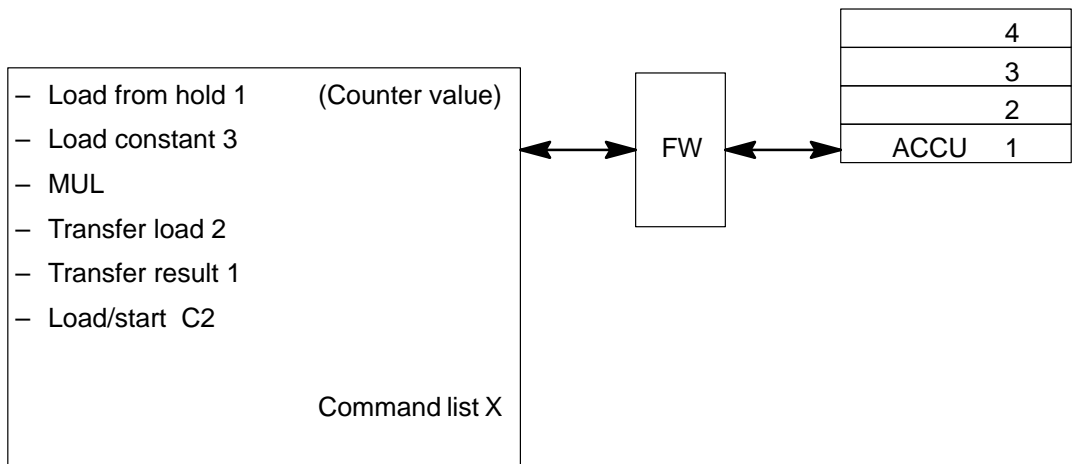 – Load from hold 1 (Counter value)
– Load constant 3
– MUL
– Transfer load 2
– Transfer result 1
– Load/start C2
Command list X
FW
4
3
2
ACCU 1